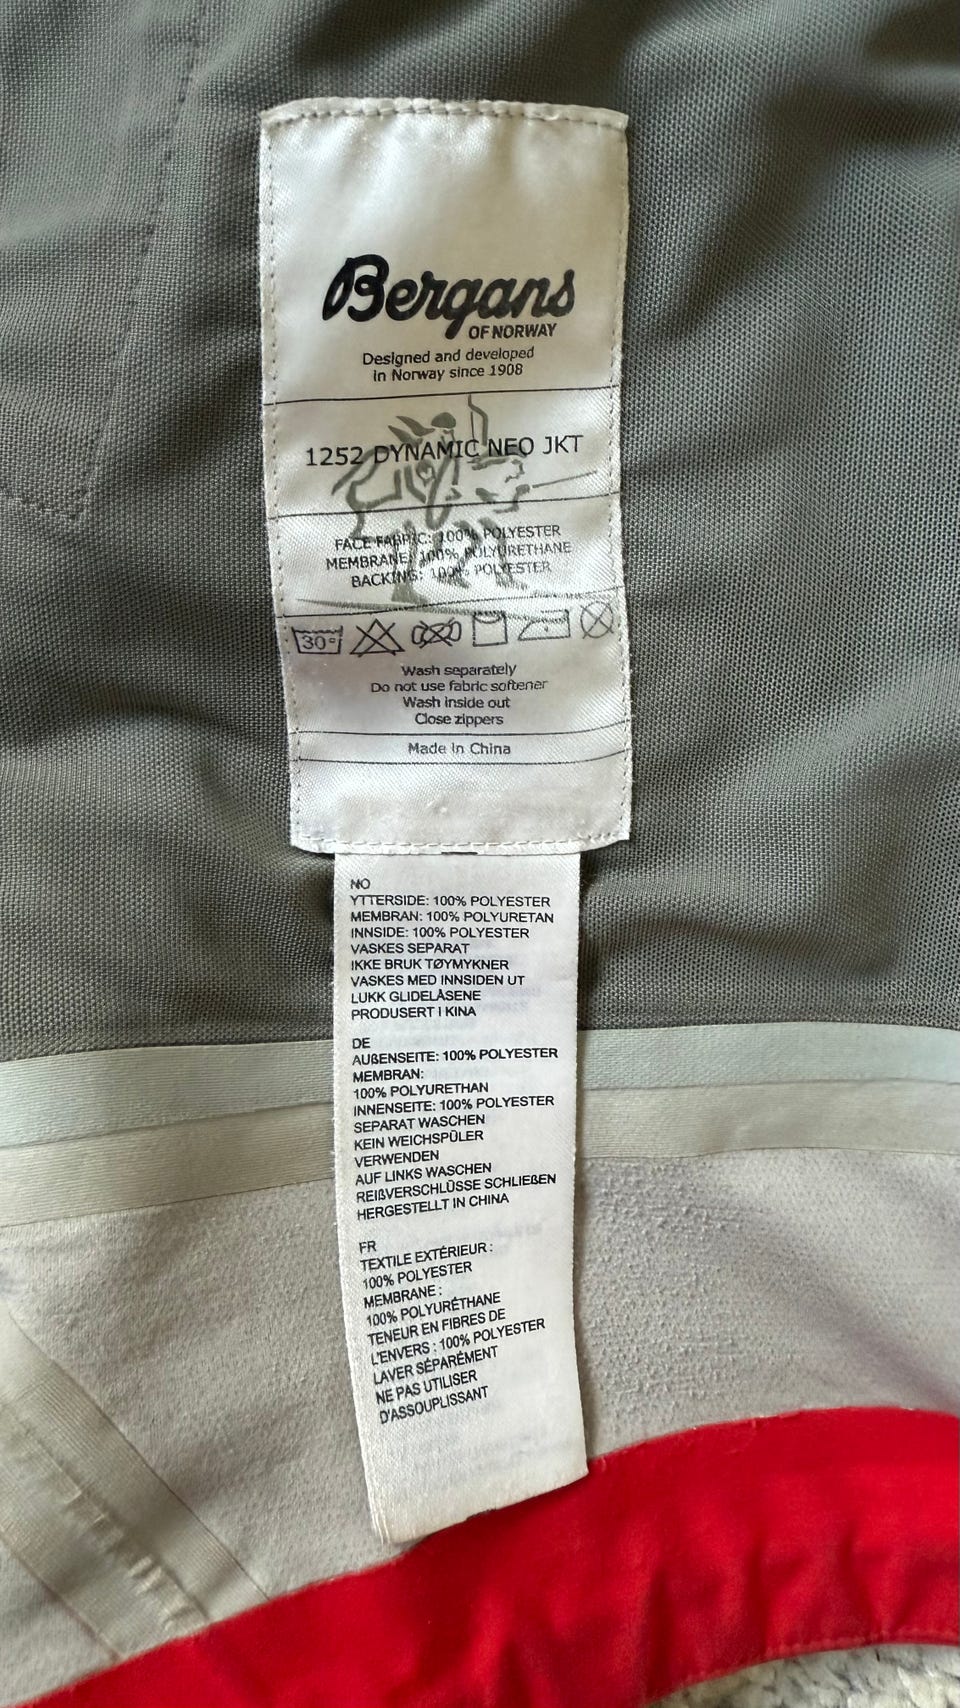 Bergans
OF NORWAY
Designed and developed
in Norway since 1908
1252 DYNAMIC NEO JKT
FACE FABRIC: 100% POLYESTER
MEMBRANE: 100% POLYURETHANE
BACKING: 100% POLYESTER
30°
Wash separately
Do not use fabric softener
Wash inside out
Close zippers
Made in China
NO
YTTERSIDE: 100% POLYESTER
MEMBRAN: 100% POLYURETAN
INNSIDE: 100% POLYESTER
VASKES SEPARAT
IKKE BRUK TØYMYKNER
VASKES MED INNSIDEN UT
LUKK GLIDELÅSENE
PRODUSERT I KINA
DE
AUßENSEITE: 100% POLYESTER
MEMBRAN:
100% POLYURETHAN
INNENSEITE: 100% POLYESTER
SEPARAT WASCHEN
KEIN WEICHSPÜLER
VERWENDEN
AUF LINKS WASCHEN
REIßVERSCHLÜSSE SCHLIEßEN
HERGESTELLT IN CHINA
FR
TEXTILE EXTÉRIEUR :
100% POLYESTER
MEMBRANE :
100% POLYURÉTHANE
TENEUR EN FIBRES DE
L'ENVERS : 100% POLYESTER
LAVER SÉPARÉMENT
NE PAS UTILISER
D'ASSOUPLISSANT